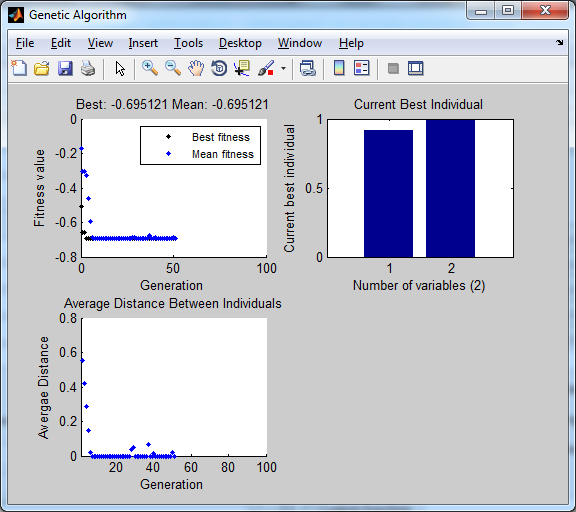 Genetic Algorithm
File Edit View Insert Tools Desktop Window Help
Best: -0.695121 Mean: -0.695121
0
-0.2
-0.4
-0.6
-0.8
Fitness value
Best fitness
Mean fitness
0 50 100
Generation
Current Best Individual
1
0.5
0
Current best individual
1 2
Number of variables (2)
Average Distance Between Individuals
0.8
0.6
0.4
0.2
0
Avergae Distance
20 40 60 80 100
Generation